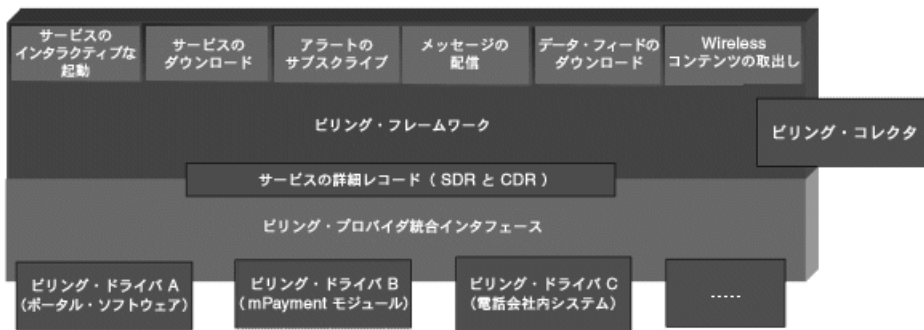 サービスの
インタラクティブな
起動
サービスの
ダウンロード
アラートの
サブスクライブ
メッセージの
配信
データ・フィードの
ダウンロード
Wireless
コンテンツの取出し
ビリング・フレームワーク
ビリング・コレクタ
サービスの詳細レコード（ SDR と CDR ）
ビリング・プロバイダ統合インタフェース
ビリング・ドライバ A
（ポータル・ソフトウェア）
ビリング・ドライバ B
（ mPayment モジュール）
ビリング・ドライバ C
（電話会社内システム）
-----